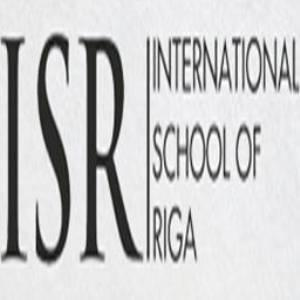 ISR
INTERNATIONAL
SCHOOL OF
RIGA